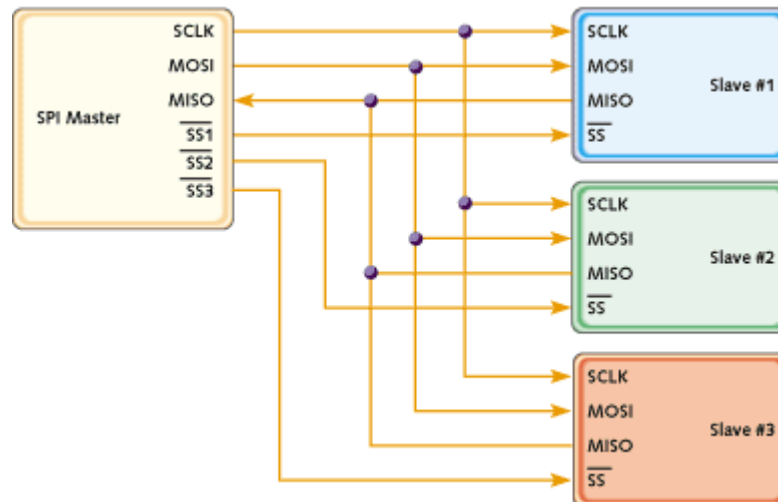 SPI Master
SCLK
MOSI
MISO
SS1
SS2
SS3
SCLK
MOSI
MISO
SS
Slave #1
SCLK
MOSI
MISO
SS
Slave #2
SCLK
MOSI
MISO
SS
Slave #3